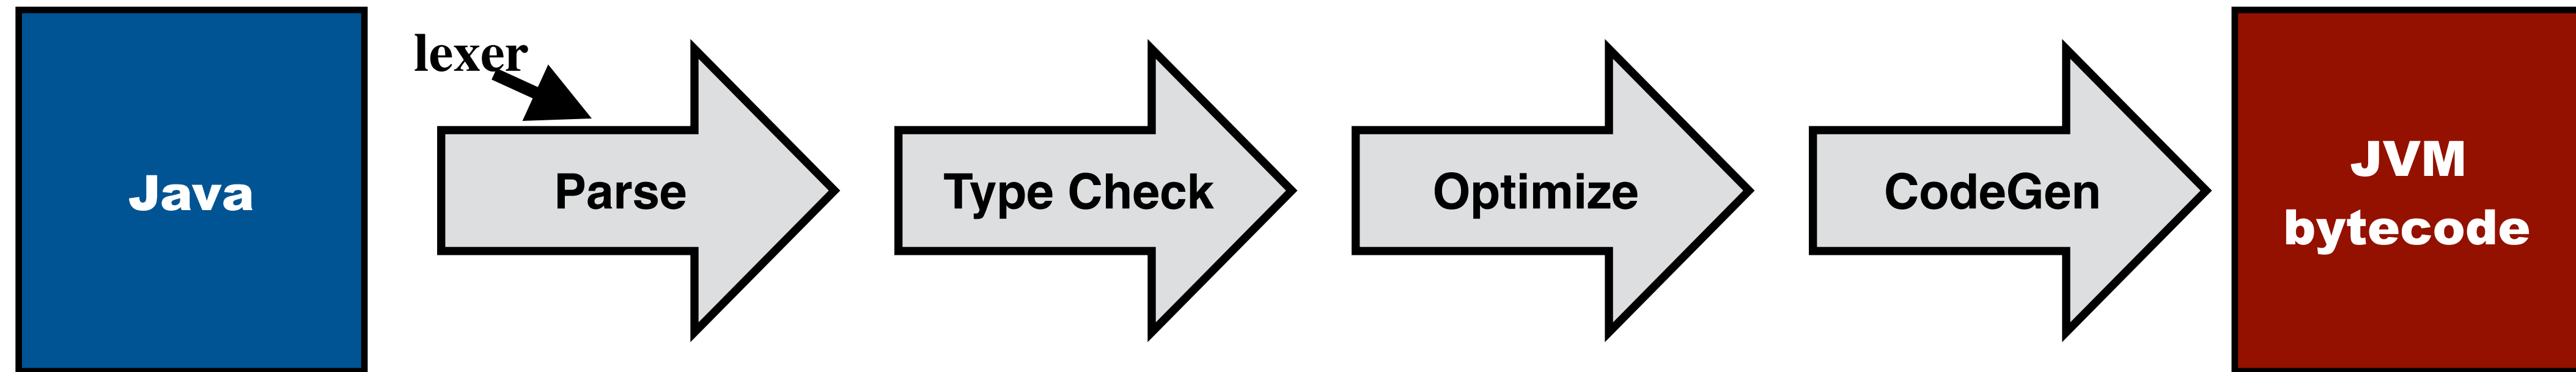 Java
lexer
Parse
Type Check
Optimize
CodeGen
JVM
bytecode